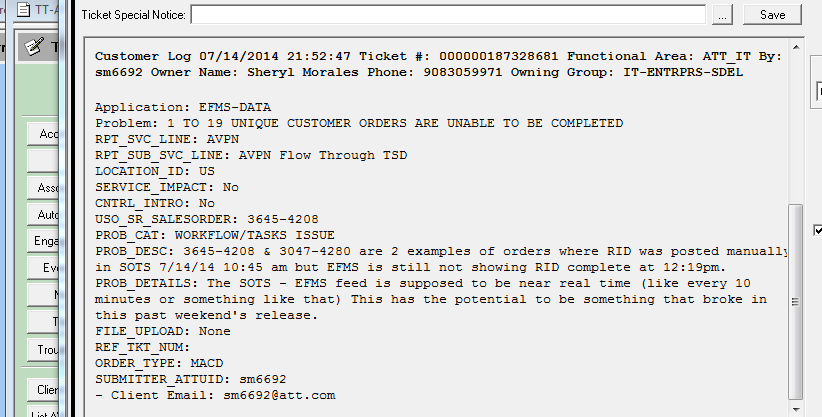 TT-A
Ticket Special Notice:
...
Save
T
Customer Log 07/14/2014 21:52:47 Ticket #: 000000187328681 Functional Area: ATT_IT By:
sm6692 Owner Name: Sheryl Morales Phone: 9083059971 Owning Group: IT-ENTRPRS-SDEL
Application: EFMS-DATA
Problem: 1 TO 19 UNIQUE CUSTOMER ORDERS ARE UNABLE TO BE COMPLETED
RPT_SVC_LINE: AVPN
RPT_SUB_SVC_LINE: AVPN Flow Through TSD
LOCATION_ID: US
SERVICE_IMPACT: No
CNTRL_INTRO: No
USO_SR_SALESORDER: 3645-4208
PROB_CAT: WORKFLOW/TASKS ISSUE
PROB_DESC: 3645-4208 & 3047-4280 are 2 examples of orders where RID was posted manually
in SOTS 7/14/14 10:45 am but EFMS is still not showing RID complete at 12:19pm.
PROB_DETAILS: The SOTS - EFMS feed is supposed to be near real time (like every 10
minutes or something like that) This has the potential to be something that broke in
this past weekend's release.
FILE_UPLOAD: None
REF_TKT_NUM:
ORDER_TYPE: MACD
SUBMITTER_ATTUID: sm6692
- Client Email: sm6692@att.com
Acc
Asso
Auto
Enga
Eve
T
Trou
Clie